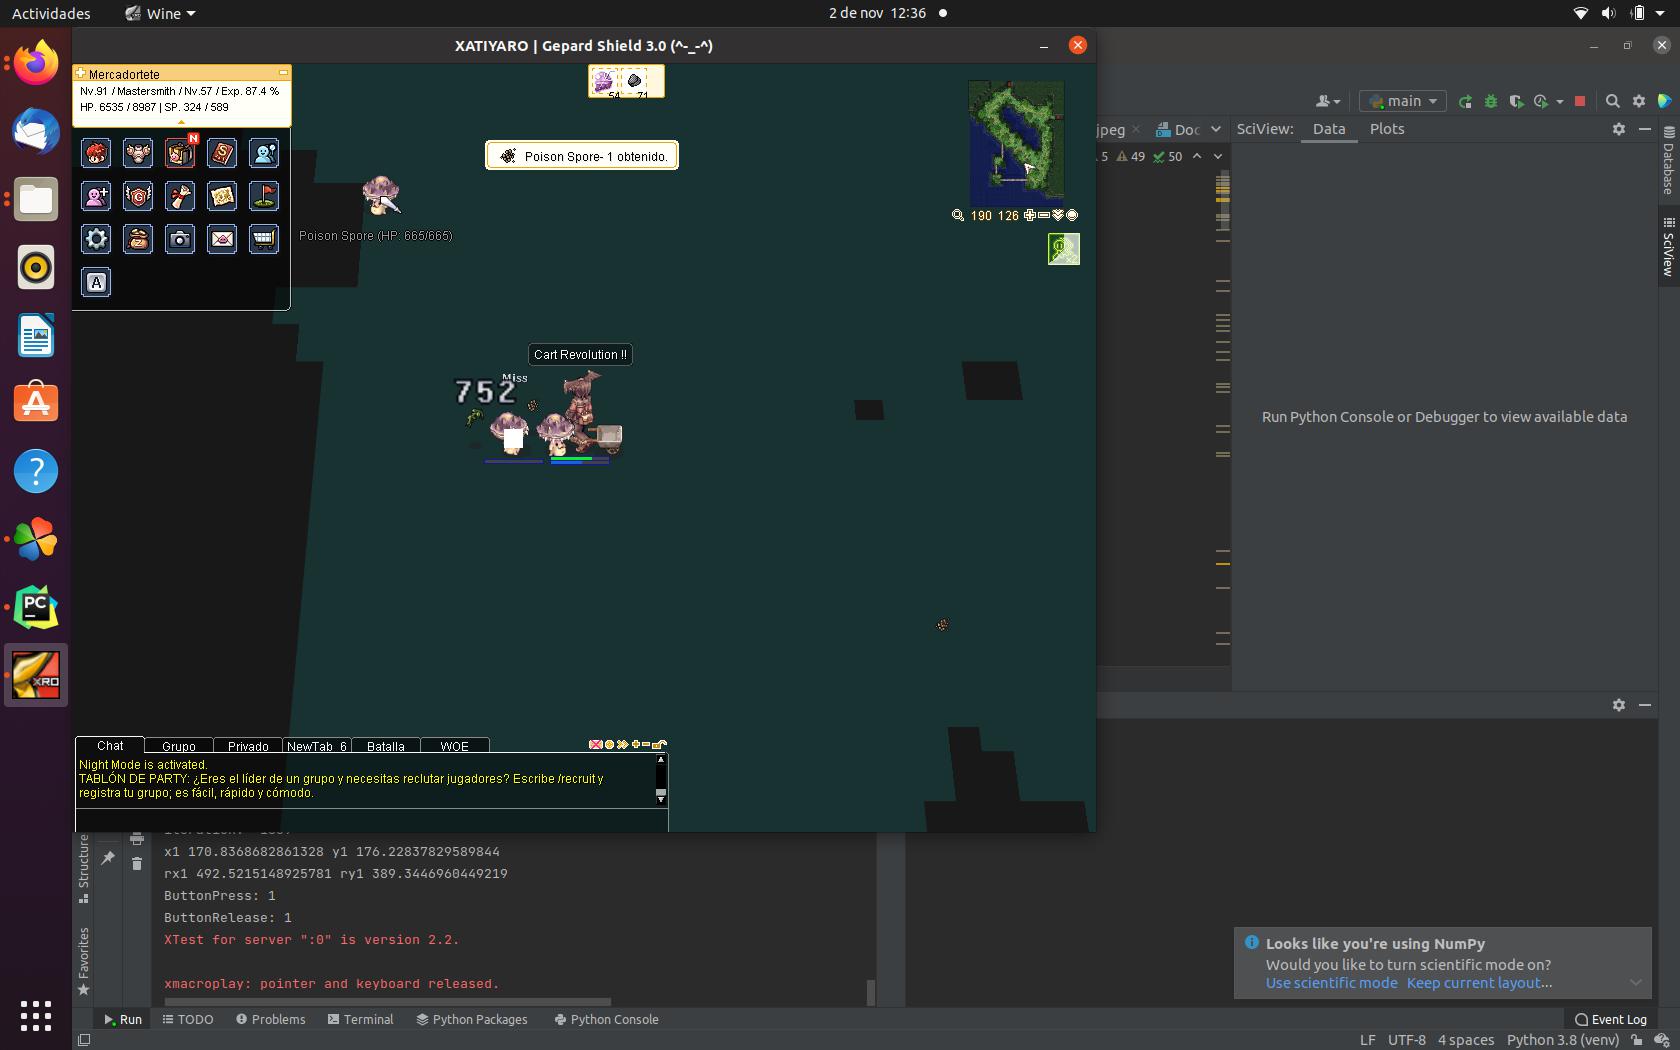 Actividades
Wine
2 de nov 12:36
XATIYARO | Gepard Shield 3.0 (^-_-^)
Mercadortete
Nv.91 / Mastersmith / Nv.57 / Exp. 87.4 %
HP. 6535 / 8987 | SP. 324 / 589
N
A
54
71
Poison Spore- 1 obtenido.
190 126
Poison Spore (HP: 665/665)
Cart Revolution !!
Miss
752
Chat
Grupo
Privado
NewTab_6
Batalla
WOE
Night Mode is activated.
TABLÓN DE PARTY: ¿Eres el líder de un grupo y necesitas reclutar jugadores? Escribe /recruit y
registra tu grupo; es fácil, rápido y cómodo.
main
jpeg
Doc
SciView:
Data
Plots
5
49
50
Database
SciView
Run Python Console or Debugger to view available data
PC
XRO
Structure
Favorites
x1 170.8368682861328 y1 176.22837829589844
rx1 492.5215148925781 ry1 389.3446960449219
ButtonPress: 1
ButtonRelease: 1
XTest for server ":0" is version 2.2.
xmacroplay: pointer and keyboard released.
Looks like you're using NumPy
Would you like to turn scientific mode on?
Use scientific mode Keep current layout...
Run
TODO
Problems
Terminal
Python Packages
Python Console
Event Log
LF
UTF-8
4 spaces
Python 3.8 (venv)